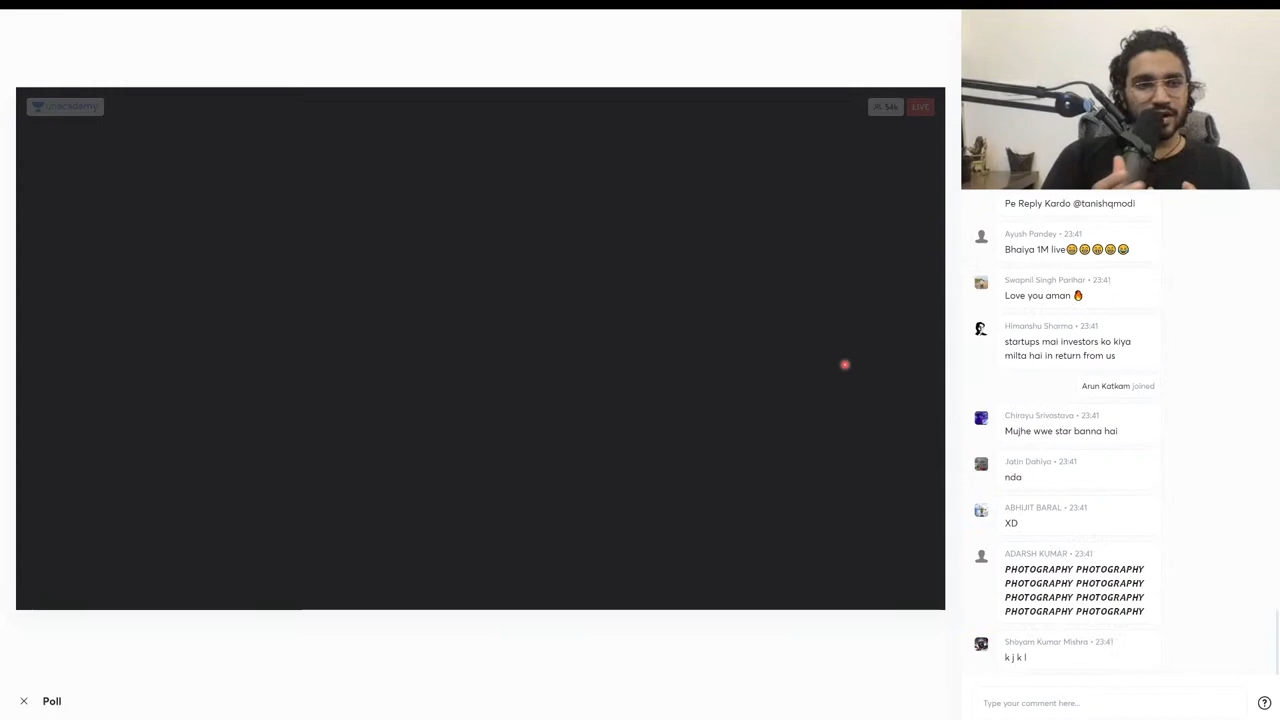 unacademy
54k
LIVE
Pe Reply Kardo @tanishqmodi
Ayush Pandey • 23:41
Bhaiya 1M live😁😁😁😁😂
Swapnil Singh Parihar • 23:41
Love you aman 🔥
Himanshu Sharma • 23:41
startups mai investors ko kiya
milta hai in return from us
Arun Katkam joined
Chirayu Srivastava • 23:41
Mujhe wwe star banna hai
Jatin Dahiya • 23:41
nda
ABHIJIT BARAL • 23:41
XD
ADARSH KUMAR • 23:41
PHOTOGRAPHY PHOTOGRAPHY
PHOTOGRAPHY PHOTOGRAPHY
PHOTOGRAPHY PHOTOGRAPHY
PHOTOGRAPHY PHOTOGRAPHY
Shoyam Kumar Mishra • 23:41
k j k l
Poll
Type your comment here...